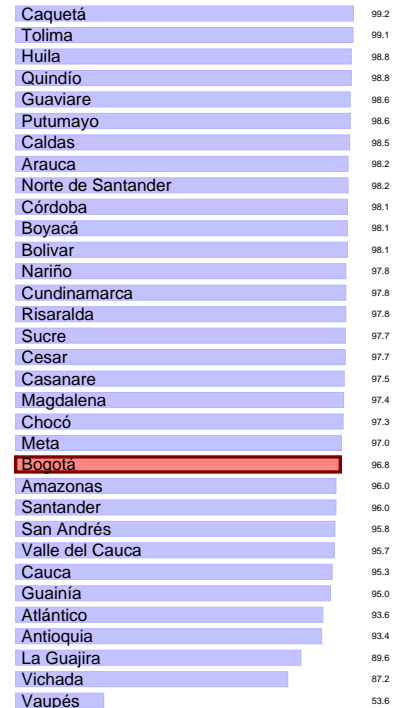 Caquetá 99.2
Tolima 99.1
Huila 98.8
Quindío 98.8
Guaviare 98.6
Putumayo 98.6
Caldas 98.5
Arauca 98.2
Norte de Santander 98.2
Córdoba 98.1
Boyacá 98.1
Bolivar 98.1
Nariño 97.8
Cundinamarca 97.8
Risaralda 97.8
Sucre 97.7
Cesar 97.7
Casanare 97.5
Magdalena 97.4
Chocó 97.3
Meta 97.0
Bogotá 96.8
Amazonas 96.0
Santander 96.0
San Andrés 95.8
Valle del Cauca 95.7
Cauca 95.3
Guainía 95.0
Atlántico 93.6
Antioquia 93.4
La Guajira 89.6
Vichada 87.2
Vaupés 53.6